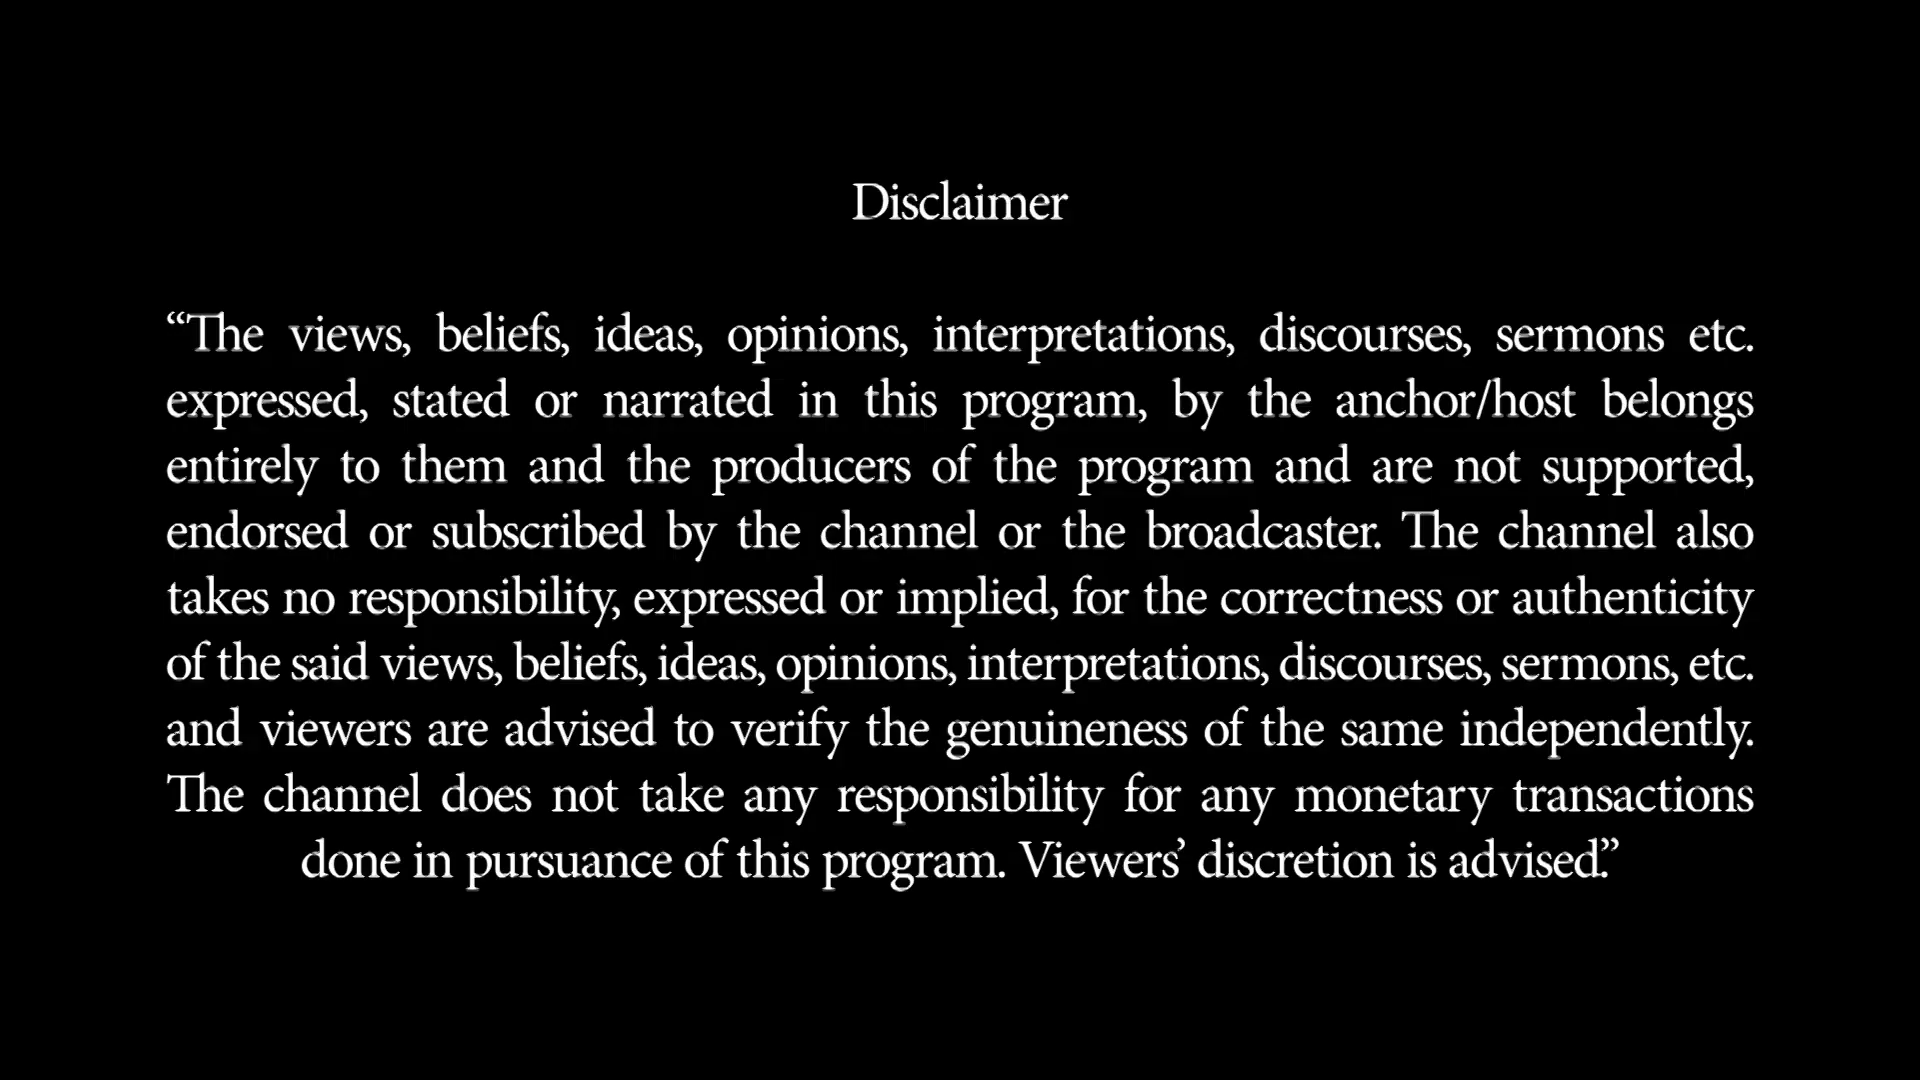 Disclaimer
“The views, beliefs, ideas, opinions, interpretations, discourses, sermons etc.
expressed, stated or narrated in this program, by the anchor/host belongs
entirely to them and the producers of the program and are not supported,
endorsed or subscribed by the channel or the broadcaster. The channel also
takes no responsibility, expressed or implied, for the correctness or authenticity
of the said views, beliefs, ideas, opinions, interpretations, discourses, sermons, etc.
and viewers are advised to verify the genuineness of the same independently.
The channel does not take any responsibility for any monetary transactions
done in pursuance of this program. Viewers’ discretion is advised.”